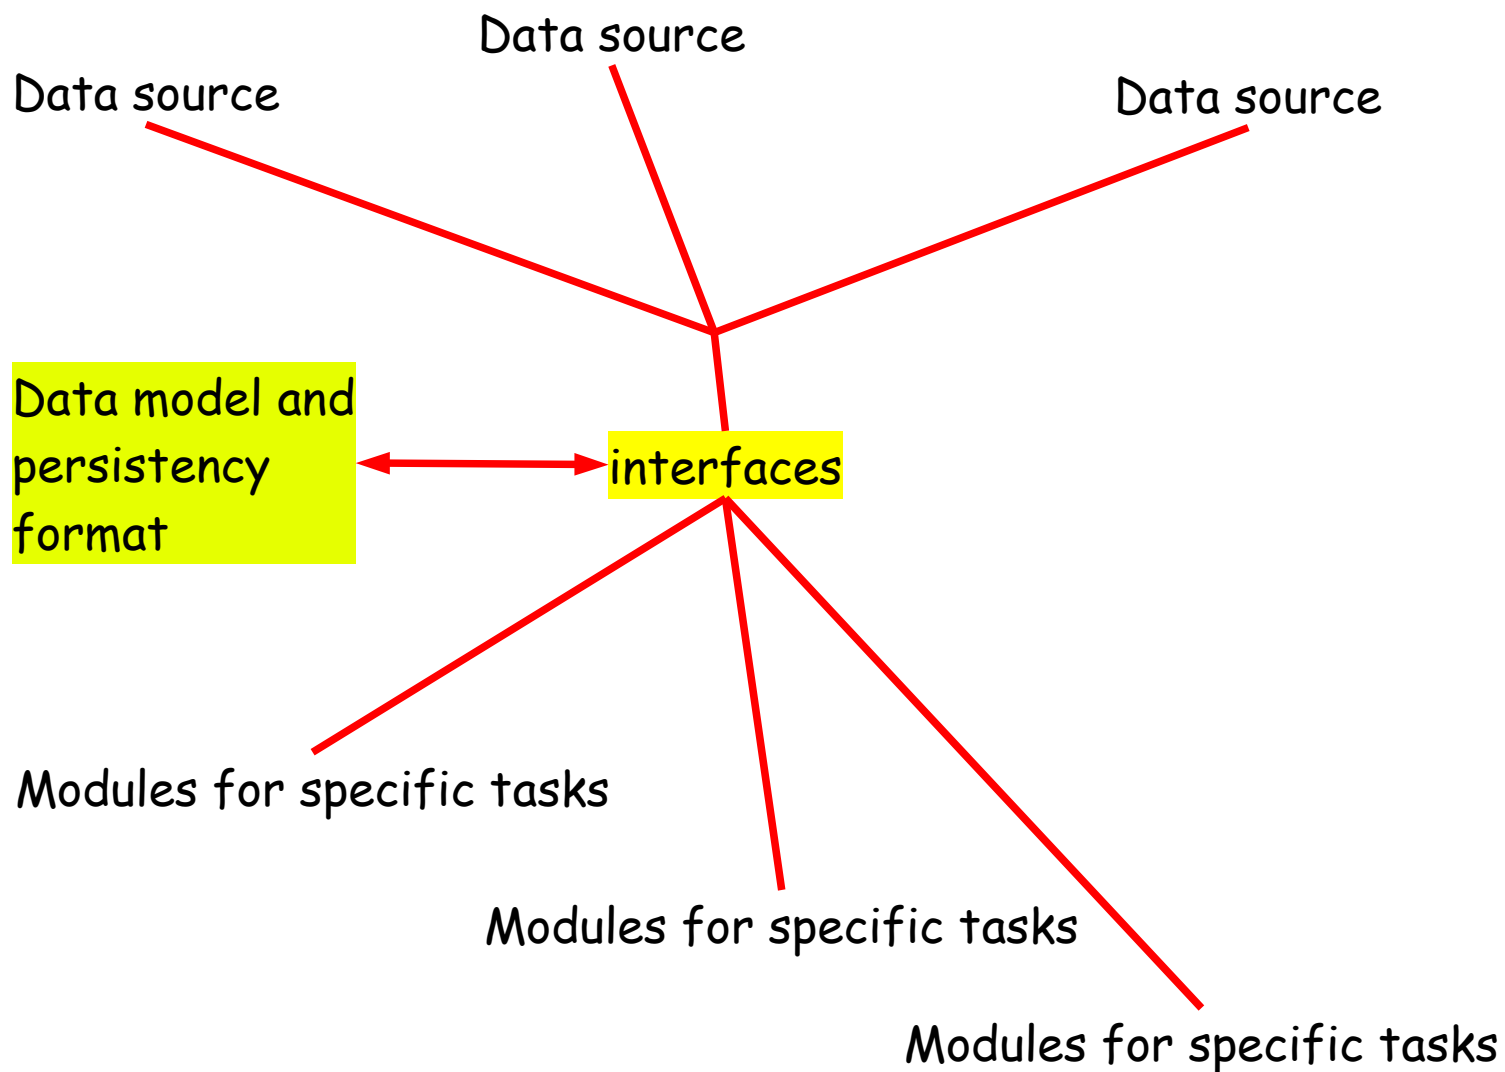 Data source
Data source
Data source
Data model and
persistency
format
interfaces
Modules for specific tasks
Modules for specific tasks
Modules for specific tasks